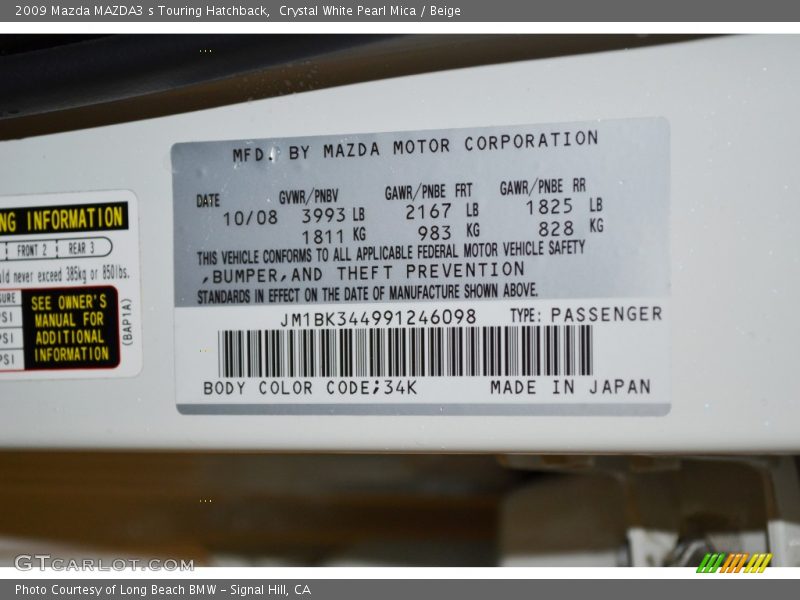 2009 Mazda MAZDA3 s Touring Hatchback,  Crystal White Pearl Mica / Beige
MFD. BY MAZDA MOTOR CORPORATION
DATE GVWR/PNBV GAWR/PNBE FRT GAWR/PNBE RR
10/08 3993 LB 2167 LB 1825 LB
1811 KG 983 KG 828 KG
THIS VEHICLE CONFORMS TO ALL APPLICABLE FEDERAL MOTOR VEHICLE SAFETY
,BUMPER,AND THEFT PREVENTION
STANDARDS IN EFFECT ON THE DATE OF MANUFACTURE SHOWN ABOVE.
JM1BK344991246098 TYPE: PASSENGER
BODY COLOR CODE;34K MADE IN JAPAN
NG INFORMATION
FRONT 2 REAR 3
uld never exceed 385kg or 850lbs.
SURE
PSI
PSI
PSI
SEE OWNER'S
MANUAL FOR
ADDITIONAL
INFORMATION
(BAP1A)
GTCARLOT.COM
Photo Courtesy of Long Beach BMW - Signal Hill, CA